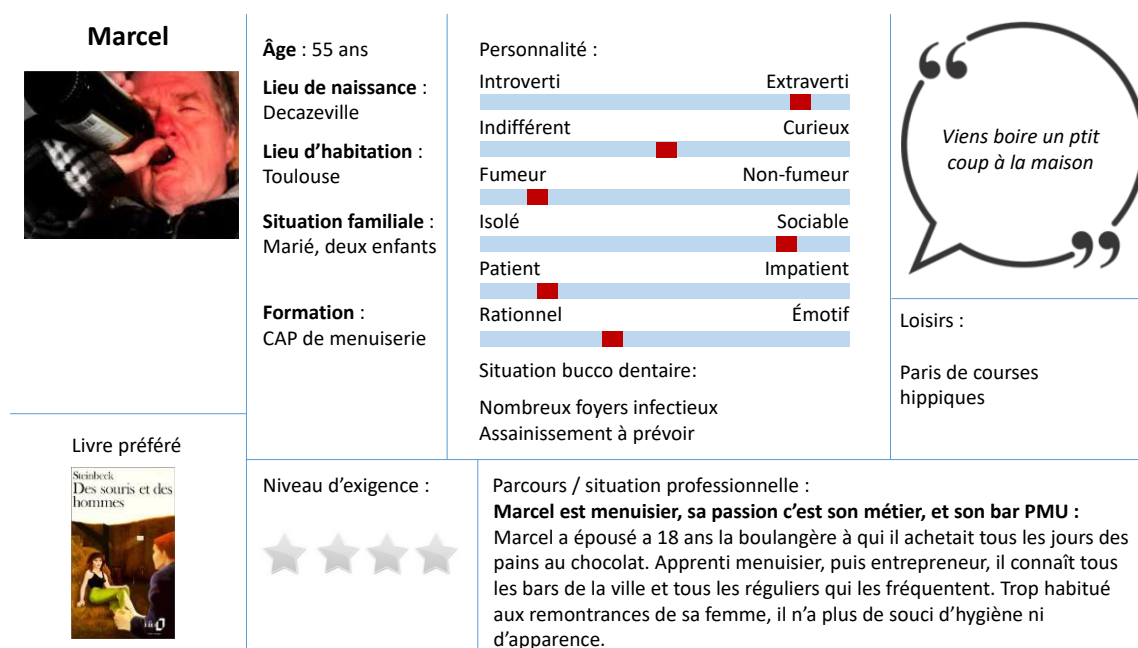 Marcel
Âge : 55 ans
Lieu de naissance :
Decazeville
Lieu d’habitation :
Toulouse
Situation familiale :
Marié, deux enfants
Formation :
CAP de menuiserie
Personnalité :
Introverti Extraverti
Indifférent Curieux
Fumeur Non-fumeur
Isolé Sociable
Patient Impatient
Rationnel Émotif
Situation bucco dentaire:
Nombreux foyers infectieux
Assainissement à prévoir
Viens boire un ptit
coup à la maison
Loisirs :
Paris de courses
hippiques
Livre préféré
Steinbeck
Des souris et des
hommes
Niveau d’exigence :
Parcours / situation professionnelle :
Marcel est menuisier, sa passion c’est son métier, et son bar PMU :
Marcel a épousé a 18 ans la boulangère à qui il achetait tous les jours des
pains au chocolat. Apprenti menuisier, puis entrepreneur, il connaît tous
les bars de la ville et tous les réguliers qui les fréquentent. Trop habitué
aux remontrances de sa femme, il n’a plus de souci d’hygiène ni
d’apparence.